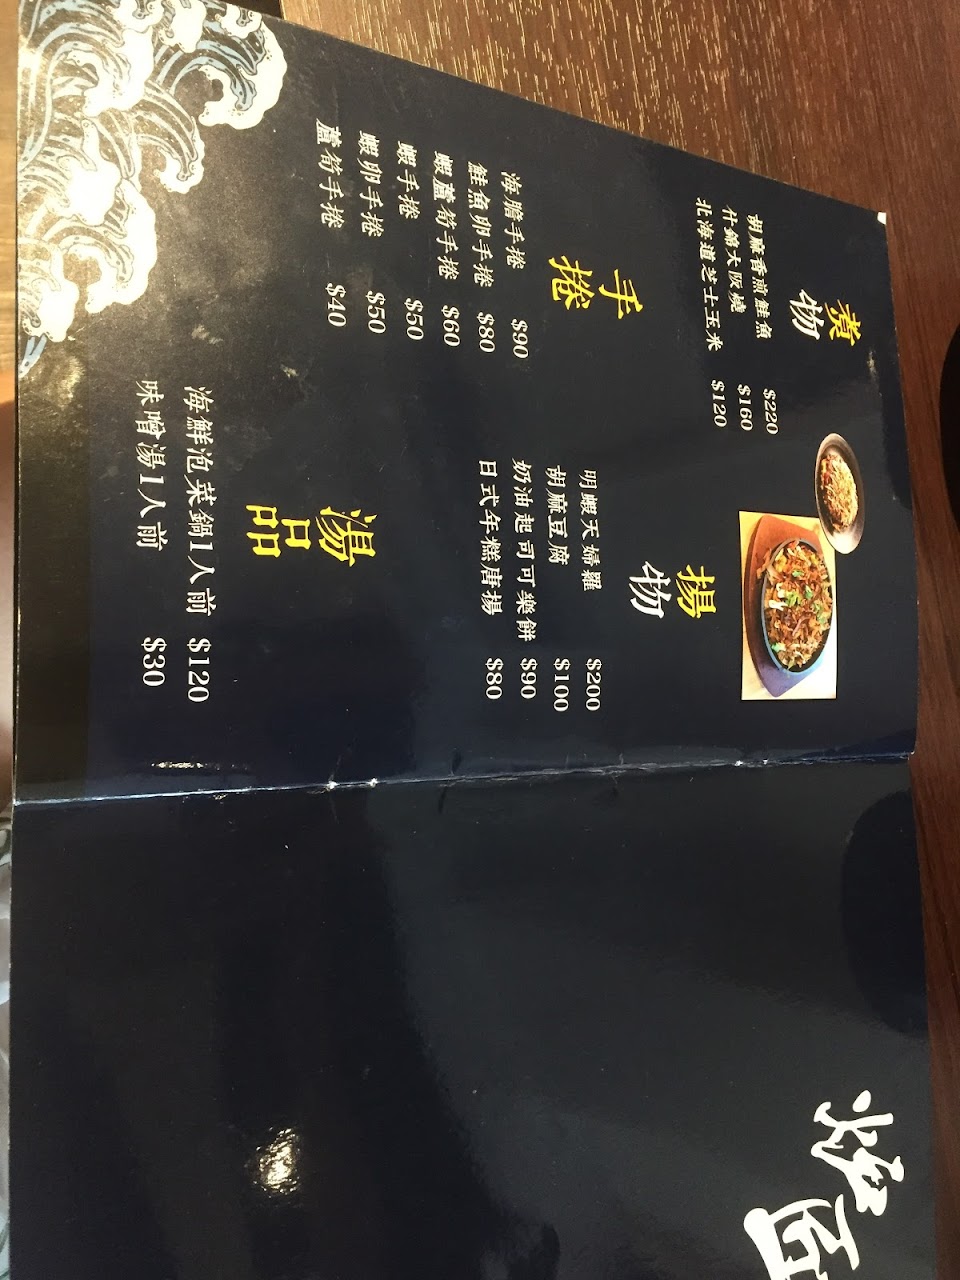 煮物
胡麻香煎鮭魚 $220
什錦大阪燒 $160
北海道芝士玉米 $120
手捲
海膽手捲 $90
鮭魚卵手捲 $80
蝦蘆筍手捲 $60
蝦手捲 $50
蝦卵手捲 $50
蘆筍手捲 $40
揚物
明蝦天婦羅 $200
胡麻豆腐 $100
奶油起司可樂餅 $90
日式年糕唐揚 $80
湯品
海鮮泡菜鍋1人前 $120
味噌湯1人前 $30
炉匠